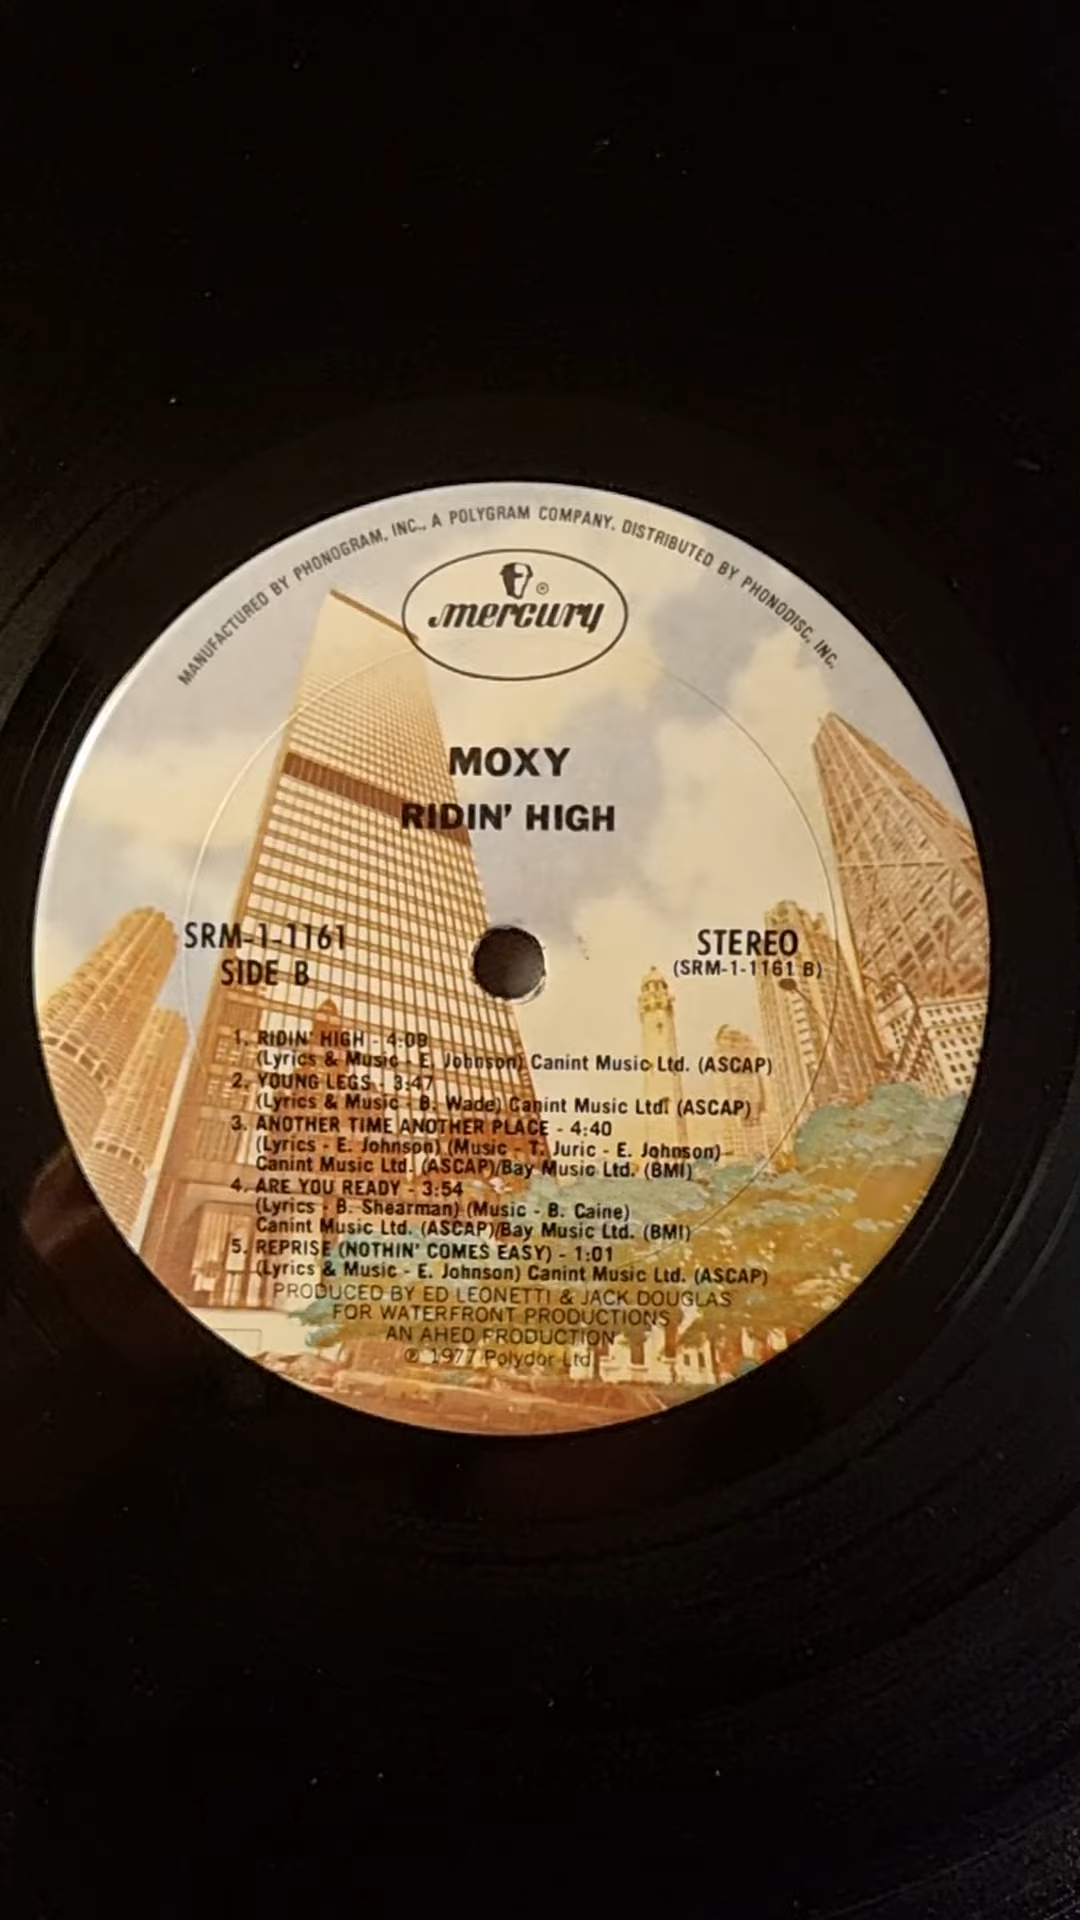 MANUFACTURED BY PHONOGRAM, INC., A POLYGRAM COMPANY. DISTRIBUTED BY PHONODISC, INC.
®
mercury
MOXY
RIDIN' HIGH
SRM-1-1161
SIDE B
STEREO
(SRM-1-1161 B)
1. RIDIN' HIGH - 4:09
(Lyrics & Music - E. Johnson) Canint Music Ltd. (ASCAP)
2. YOUNG LEGS - 3:47
(Lyrics & Music - B. Wade) Canint Music Ltd. (ASCAP)
3. ANOTHER TIME ANOTHER PLACE - 4:40
(Lyrics - E. Johnson) (Music - T. Juric - E. Johnson)
Canint Music Ltd. (ASCAP)/Bay Music Ltd. (BMI)
4. ARE YOU READY - 3:54
(Lyrics - B. Shearman) (Music - B. Caine)
Canint Music Ltd. (ASCAP)/Bay Music Ltd. (BMI)
5. REPRISE (NOTHIN' COMES EASY) - 1:01
(Lyrics & Music - E. Johnson) Canint Music Ltd. (ASCAP)
PRODUCED BY ED LEONETTI & JACK DOUGLAS
FOR WATERFRONT PRODUCTIONS
AN AHED PRODUCTION
℗ 1977 Polydor Ltd.